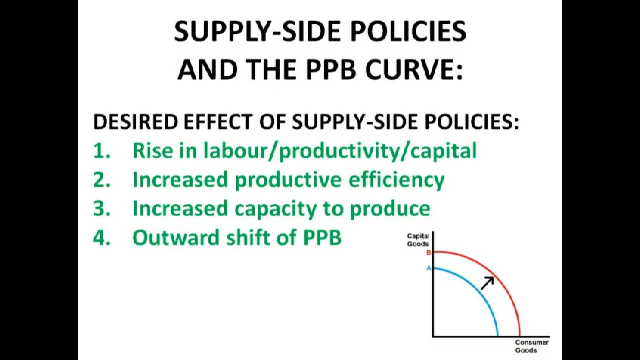 SUPPLY-SIDE POLICIES
AND THE PPB CURVE:
DESIRED EFFECT OF SUPPLY-SIDE POLICIES:
1. Rise in labour/productivity/capital
2. Increased productive efficiency
3. Increased capacity to produce
4. Outward shift of PPB
Capital
Goods
B
A
Consumer
Goods